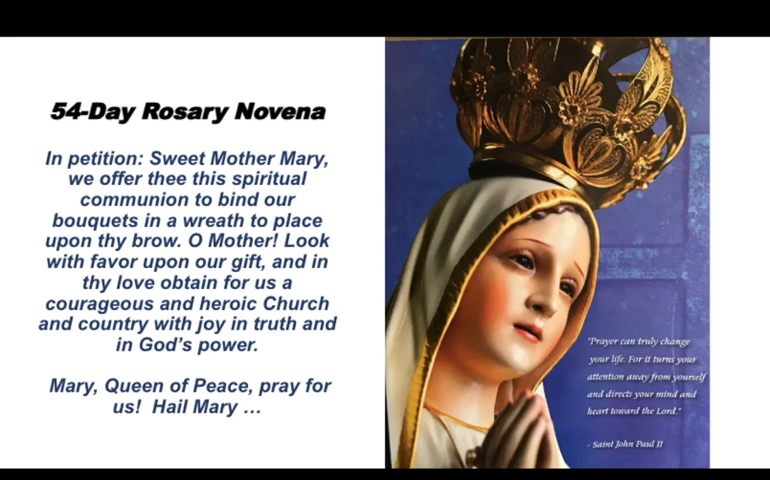 54-Day Rosary Novena
In petition: Sweet Mother Mary,
we offer thee this spiritual
communion to bind our
bouquets in a wreath to place
upon thy brow. O Mother! Look
with favor upon our gift, and in
thy love obtain for us a
courageous and heroic Church
and country with joy in truth and
in God's power.
Mary, Queen of Peace, pray for
us!  Hail Mary …
"Prayer can truly change
your life. For it turns your
attention away from yourself
and directs your mind and
heart toward the Lord."
- Saint John Paul II